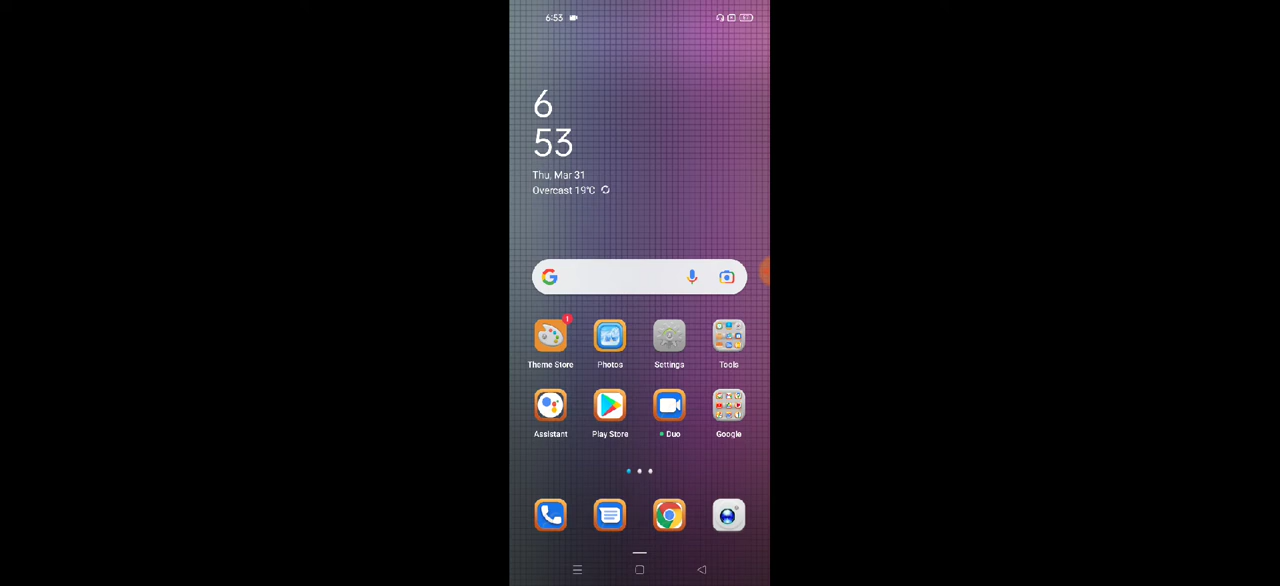 6:53
6
53
Thu, Mar 31
Overcast 19°C
Theme Store
Photos
Settings
Tools
Assistant
Play Store
Duo
Google